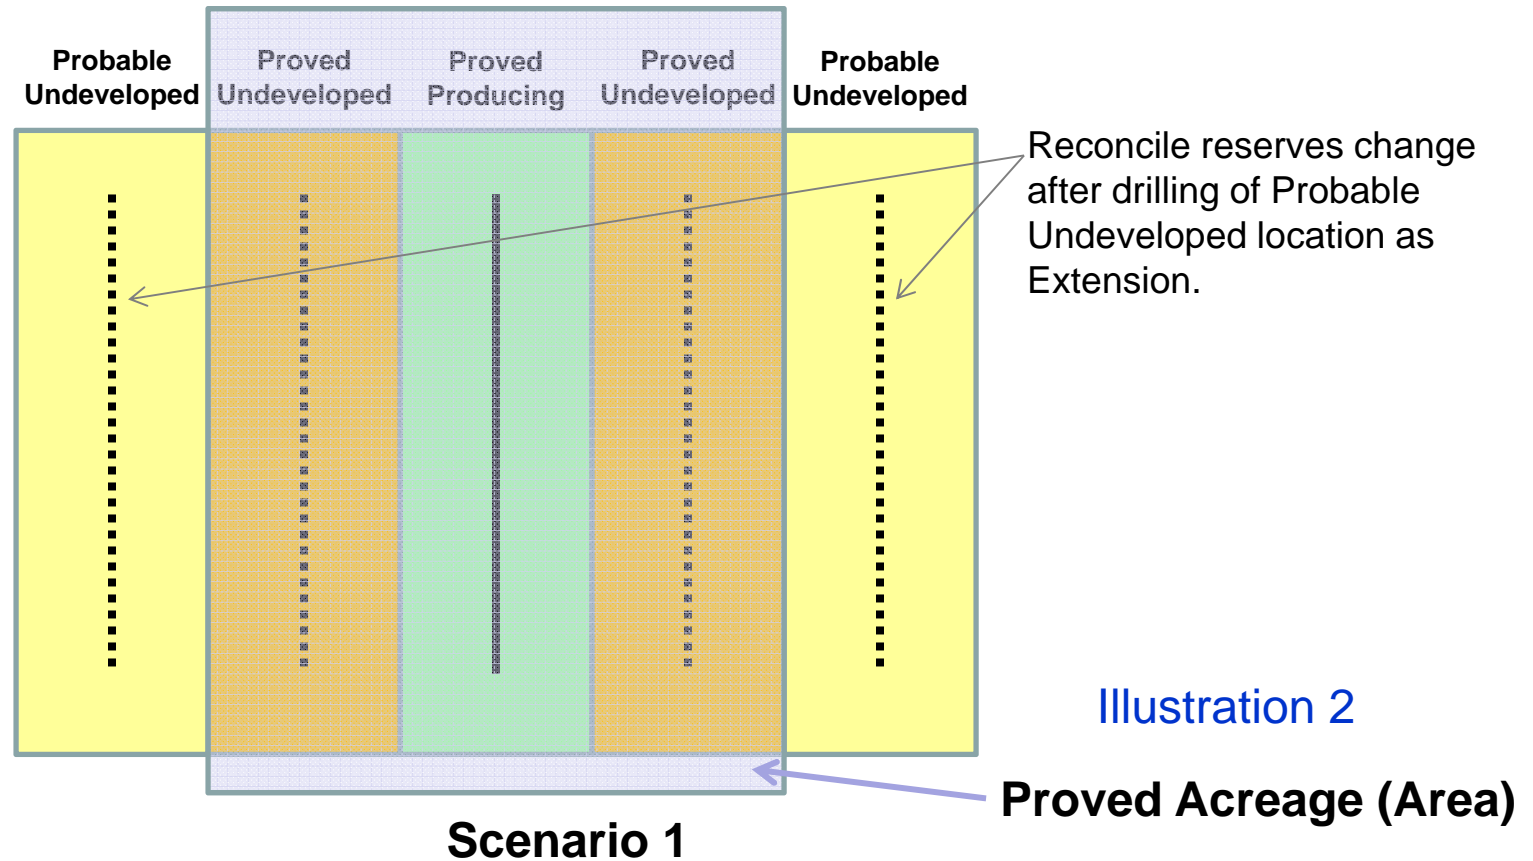 Probable
Undeveloped
Proved
Undeveloped
Proved
Producing
Proved
Undeveloped
Probable
Undeveloped
Reconcile reserves change
after drilling of Probable
Undeveloped location as
Extension.
Illustration 2
Proved Acreage (Area)
Scenario 1